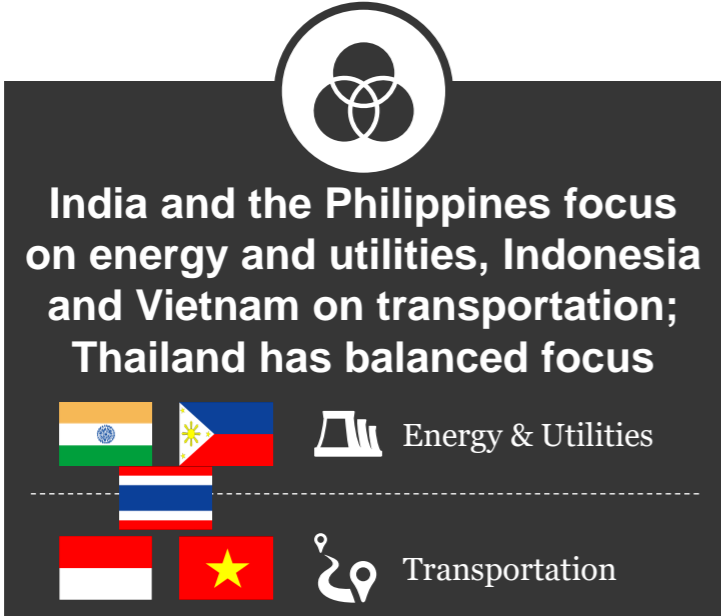 India and the Philippines focus
on energy and utilities, Indonesia
and Vietnam on transportation;
Thailand has balanced focus
Energy & Utilities
Transportation